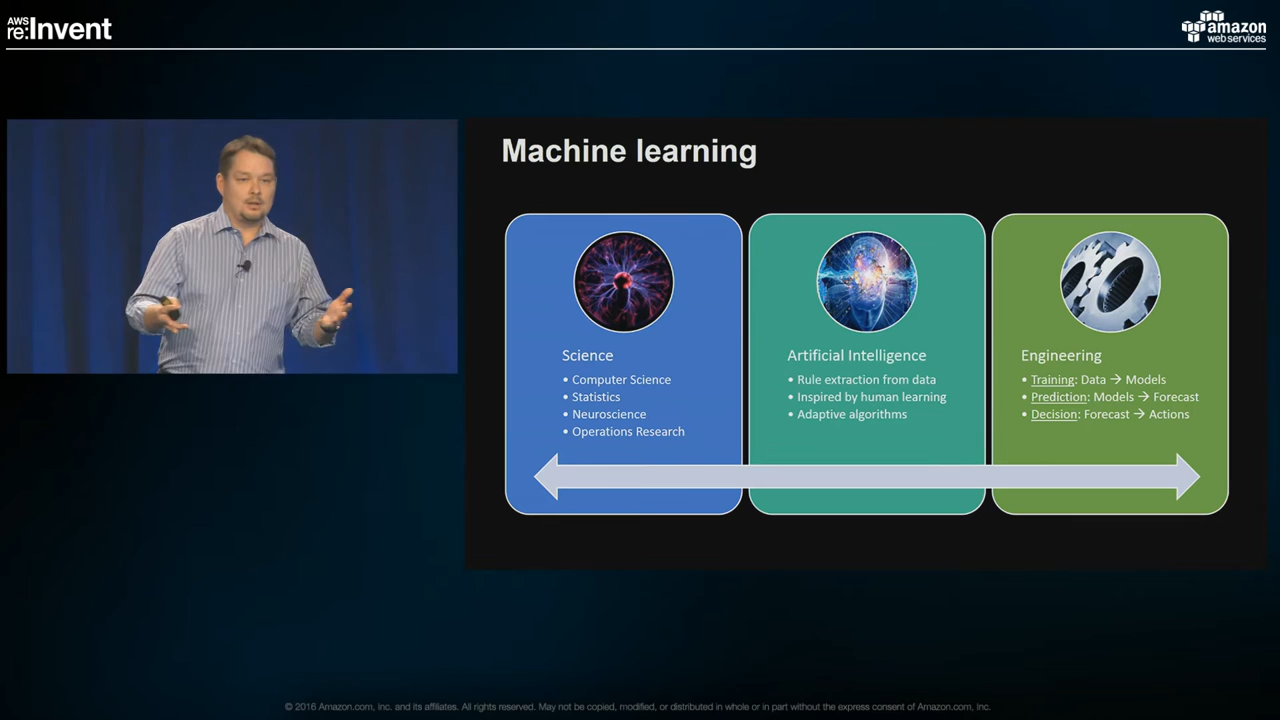 AWS
re:Invent
amazon
web services
Machine learning
Science
• Computer Science
• Statistics
• Neuroscience
• Operations Research
Artificial Intelligence
• Rule extraction from data
• Inspired by human learning
• Adaptive algorithms
Engineering
• Training: Data → Models
• Prediction: Models → Forecast
• Decision: Forecast → Actions
© 2016 Amazon.com, Inc. and its affiliates. All rights reserved. May not be copied, modified, or distributed in whole or in part without the express consent of Amazon.com, Inc.